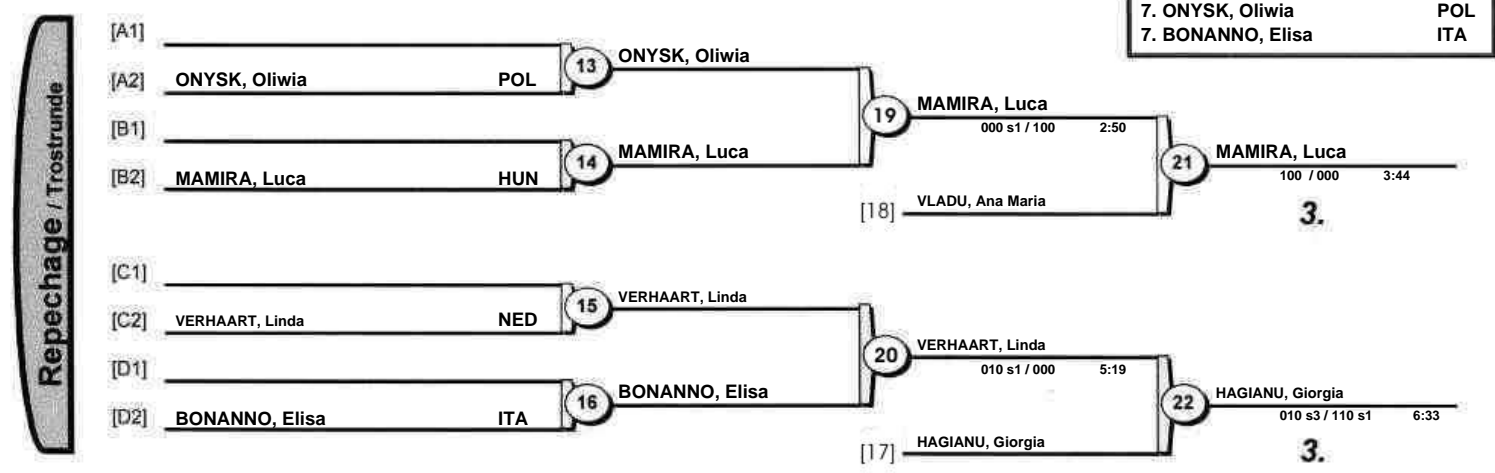 7. ONYSK, Oliwia POL
7. BONANNO, Elisa ITA
Repechage / Trostrunde
[A1]
[A2] ONYSK, Oliwia POL
13 ONYSK, Oliwia
[B1]
[B2] MAMIRA, Luca HUN
14 MAMIRA, Luca
19 MAMIRA, Luca
000 s1 / 100 2:50
[18] VLADU, Ana Maria
21 MAMIRA, Luca
100 / 000 3:44
3.
[C1]
[C2] VERHAART, Linda NED
15 VERHAART, Linda
[D1]
[D2] BONANNO, Elisa ITA
16 BONANNO, Elisa
20 VERHAART, Linda
010 s1 / 000 5:19
[17] HAGIANU, Giorgia
22 HAGIANU, Giorgia
010 s3 / 110 s1 6:33
3.